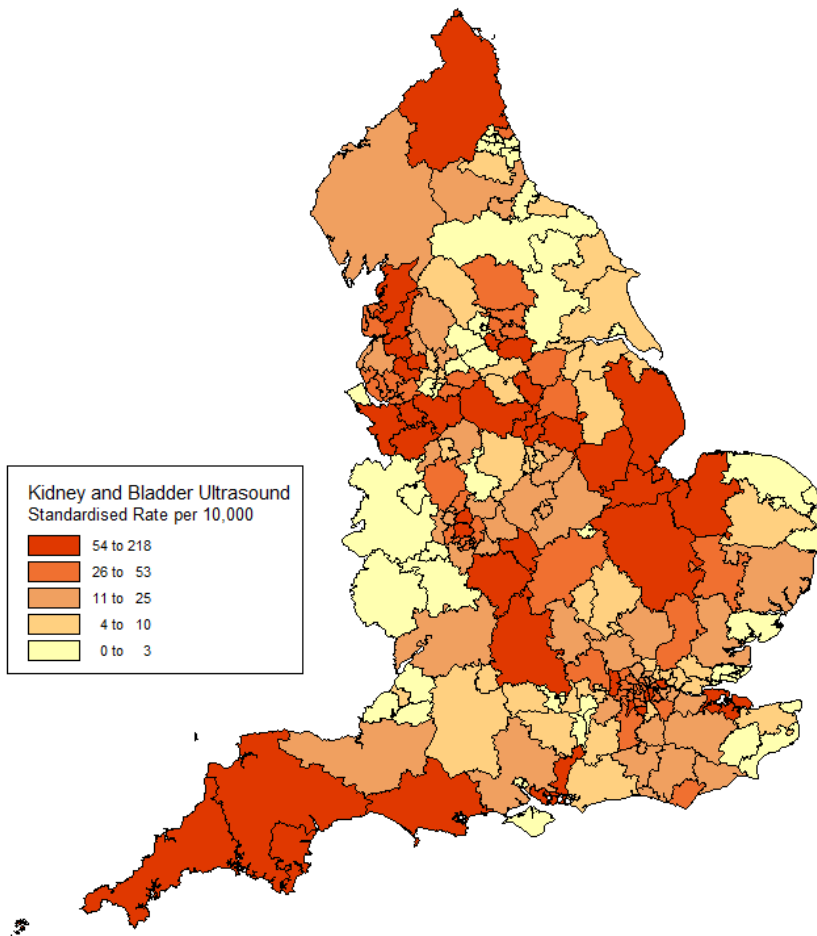 Kidney and Bladder Ultrasound
Standardised Rate per 10,000
54 to 218
26 to 53
11 to 25
4 to 10
0 to 3